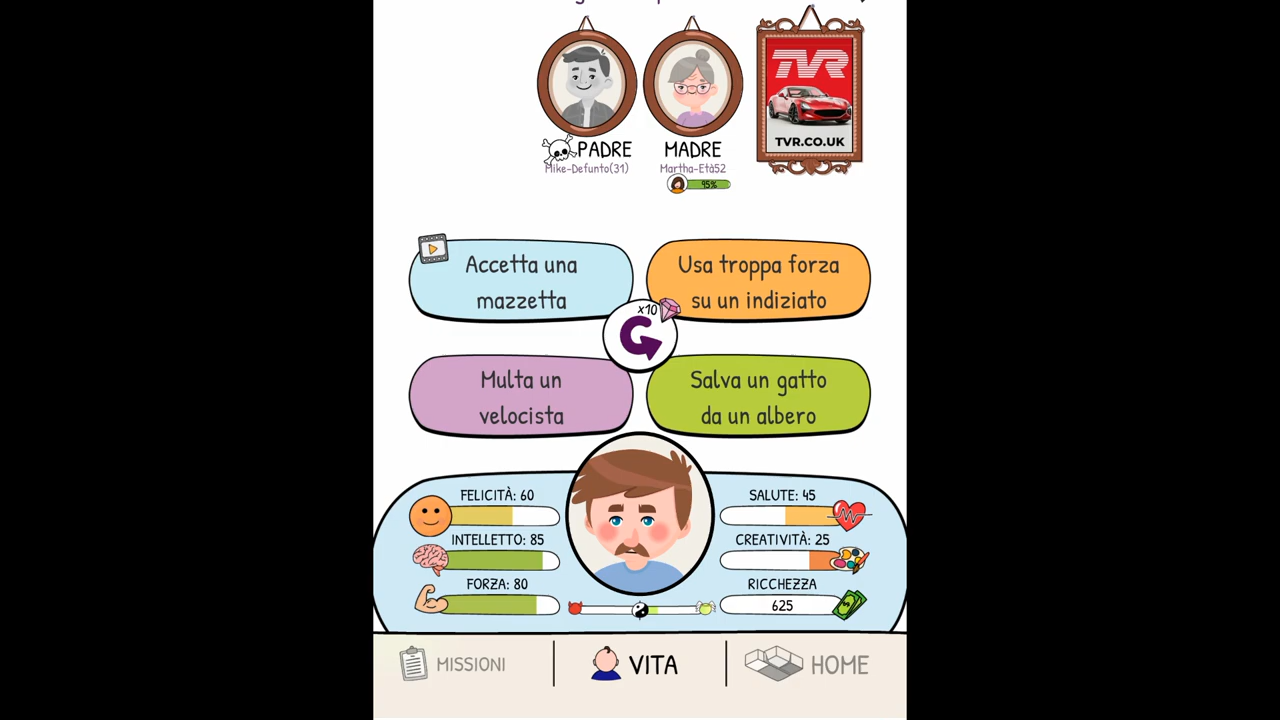 TVR
TVR.CO.UK
PADRE
MADRE
Mike-Defunto(31)
Martha-Età52
95%
Accetta una
mazzetta
Usa troppa forza
su un indiziato
x10
Multa un
velocista
Salva un gatto
da un albero
FELICITÀ: 60
SALUTE: 45
INTELLETTO: 85
CREATIVITÀ: 25
FORZA: 80
RICCHEZZA
625
MISSIONI
VITA
HOME